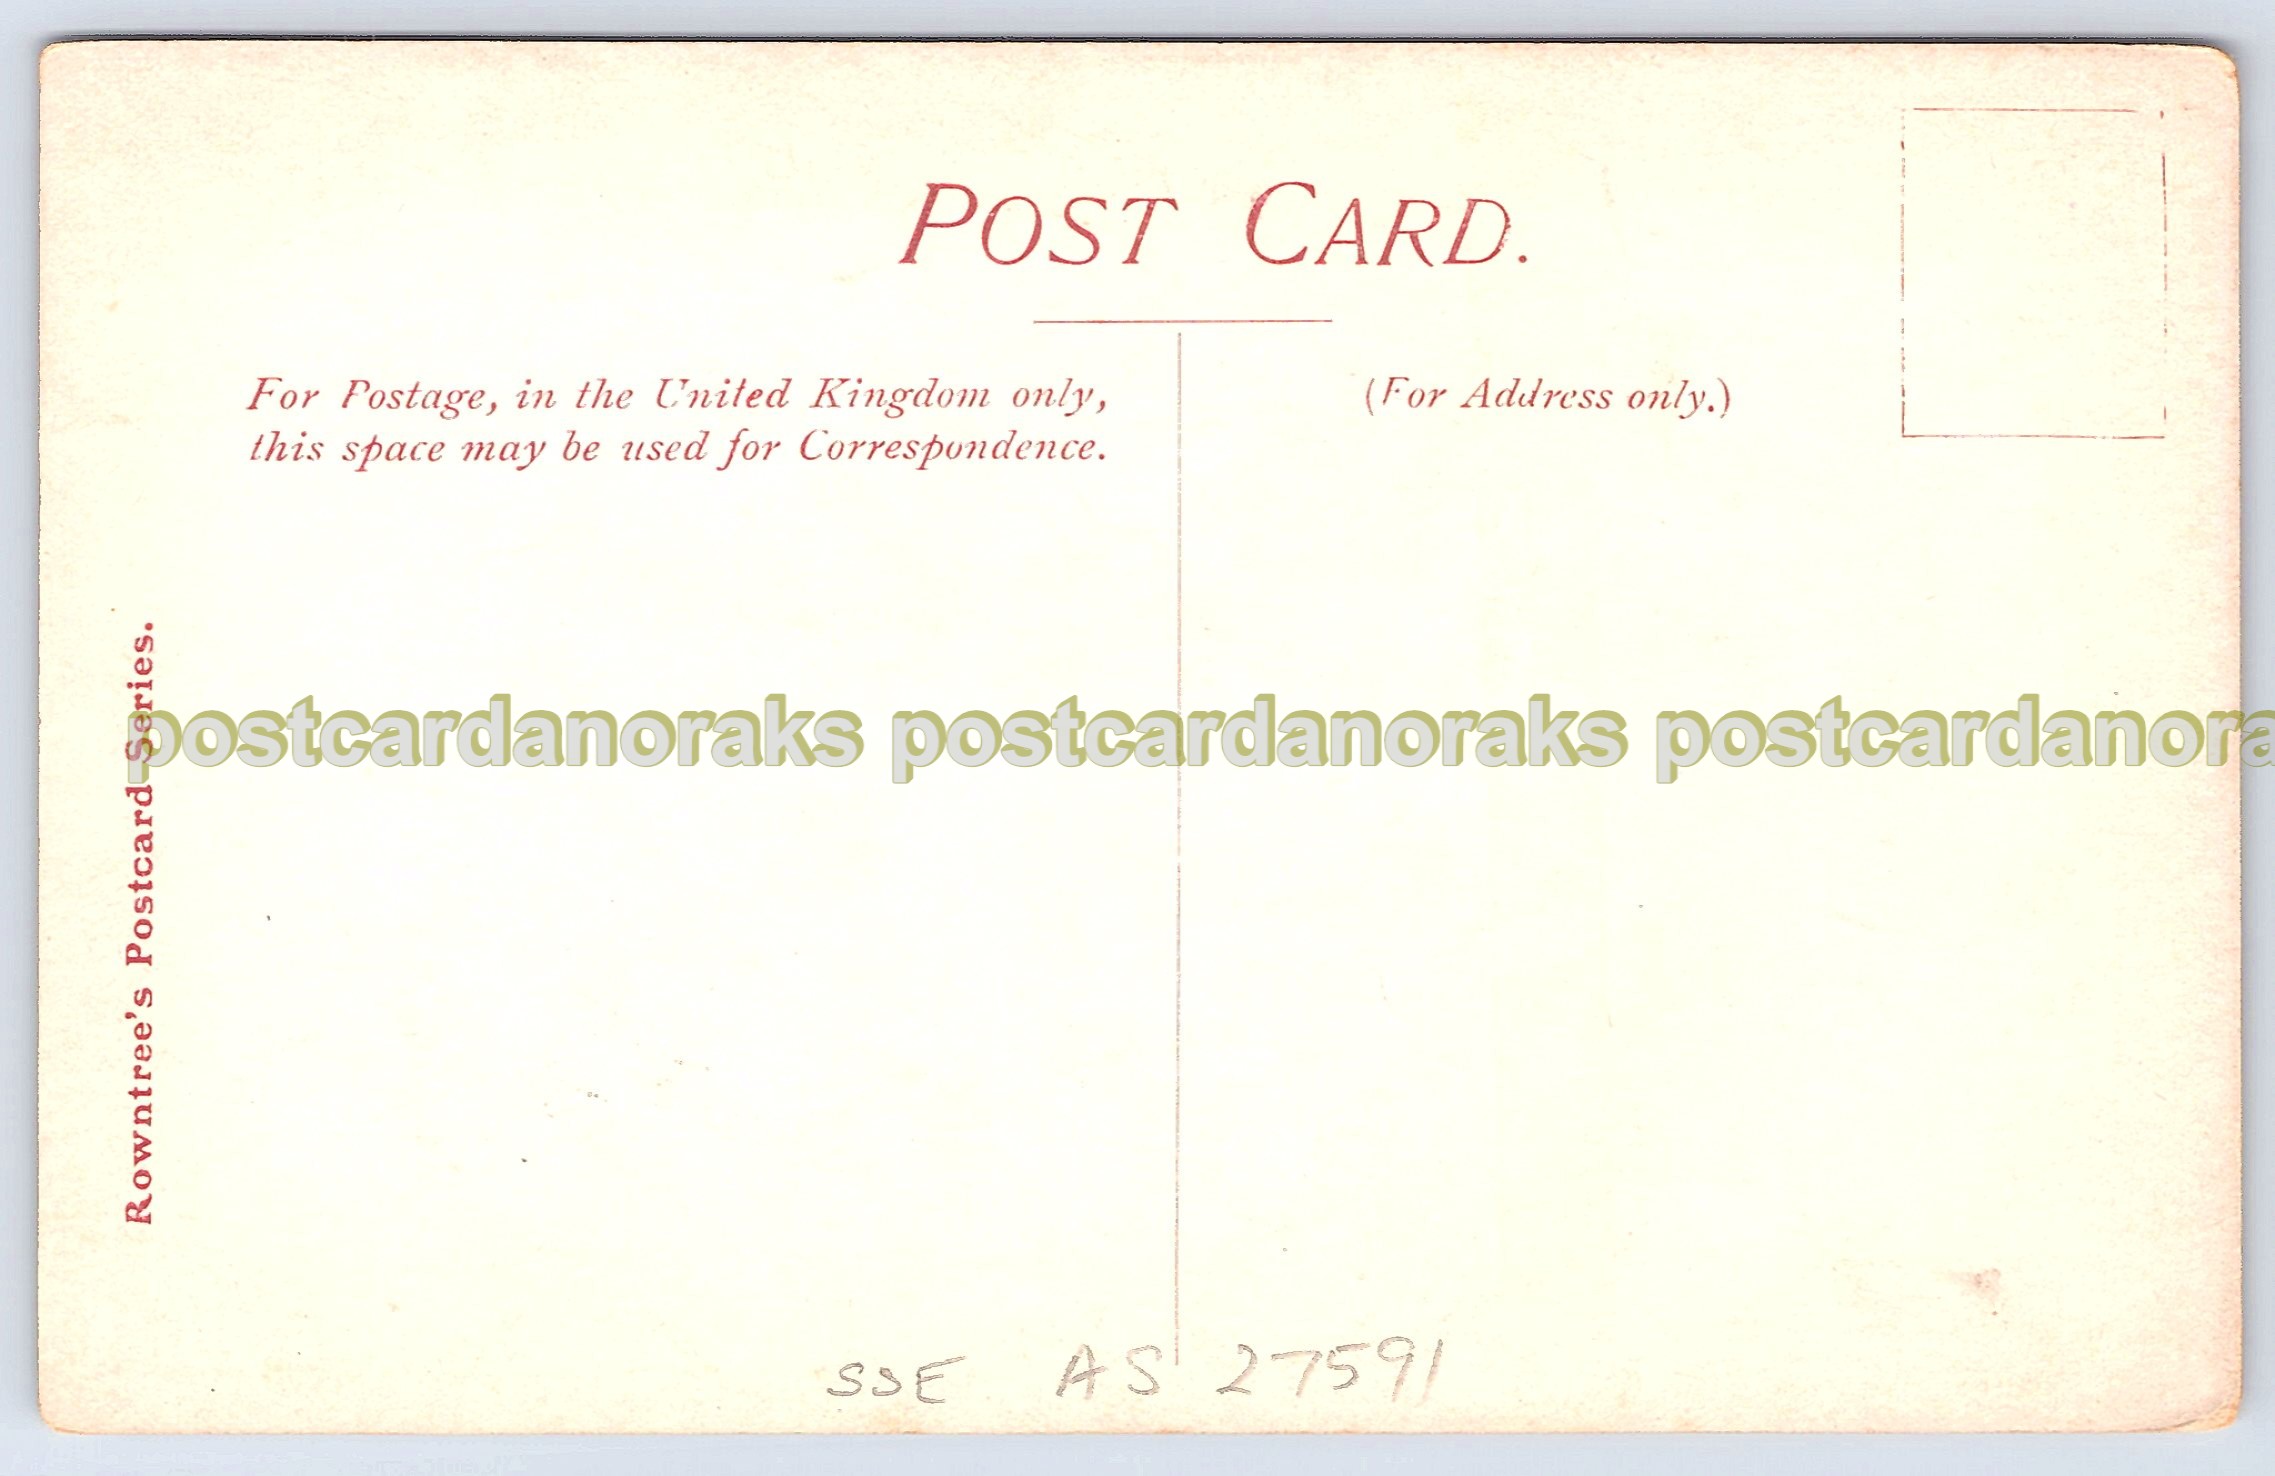 POST CARD.
For Postage, in the United Kingdom only,
this space may be used for Correspondence.
(For Address only.)
Rowntree's Postcard Series.
postcardanoraks postcardanoraks postcardanora
AS 27591